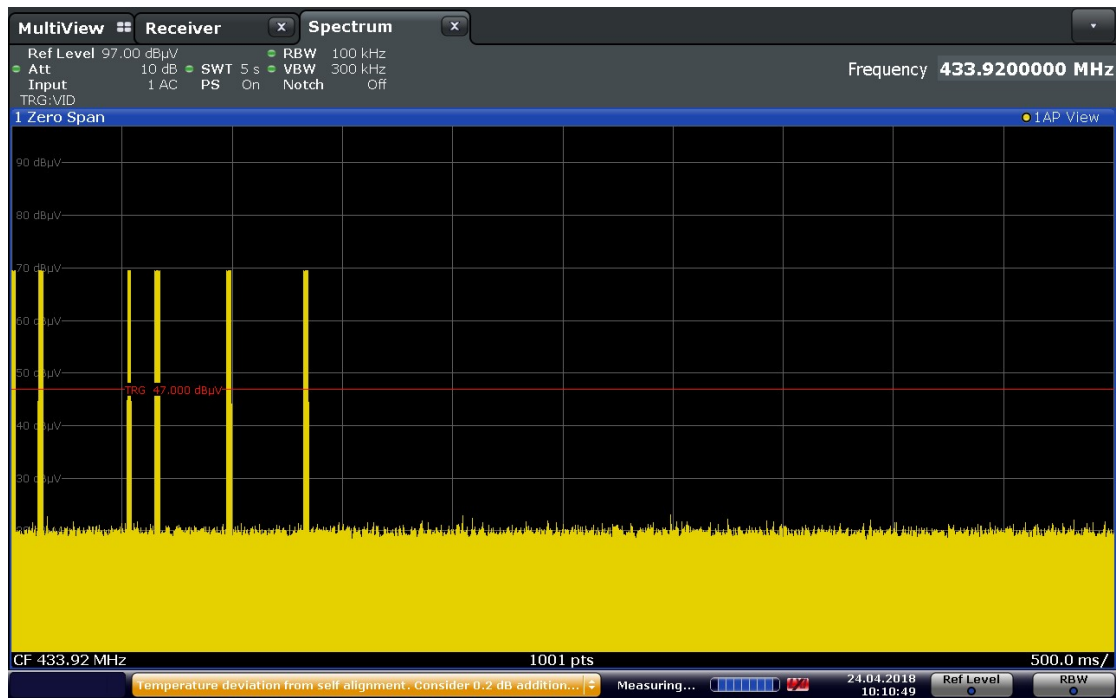 MultiView Receiver X Spectrum X
Ref Level 97.00 dBµV RBW 100 kHz
Att 10 dB SWT 5 s VBW 300 kHz
Input 1 AC PS On Notch Off
TRG:VID
Frequency 433.9200000 MHz
1 Zero Span 1AP View
90 dBµV
80 dBµV
70 dBµV
60 dBµV
50 dBµV
TRG 47.000 dBµV
40 dBµV
30 dBµV
CF 433.92 MHz 1001 pts 500.0 ms/
Temperature deviation from self alignment. Consider 0.2 dB addition... Measuring... 24.04.2018 Ref Level RBW
10:10:49